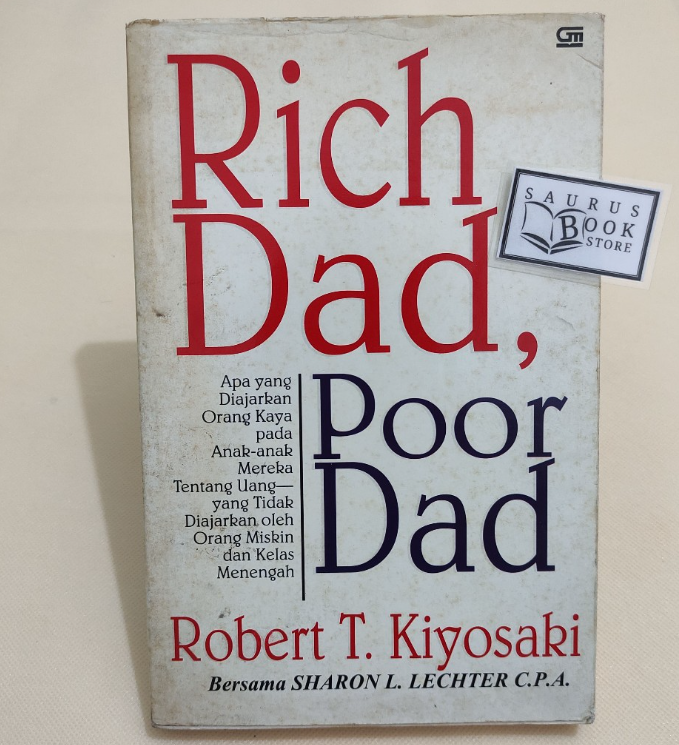 GM
Rich
Dad,
SAURUS
BOOK
STORE
Apa yang
Diajarkan
Orang Kaya
pada
Anak-anak
Mereka
Tentang Uang—
yang Tidak
Diajarkan oleh
Orang Miskin
dan Kelas
Menengah
Poor
Dad
Robert T. Kiyosaki
Bersama SHARON L. LECHTER C.P.A.